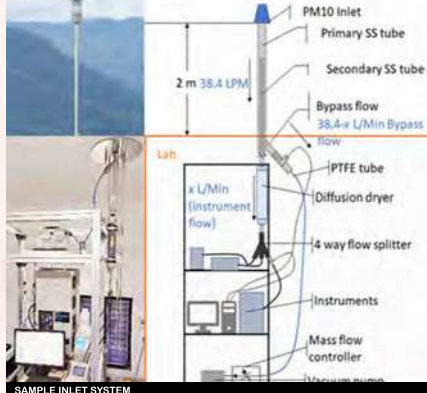 PM10 Inlet
Primary SS tube
Secondary SS tube
2 m 38.4 LPM
Bypass flow
38.4-x L/Min Bypass
flow
Lab
PTFE tube
x L/Min
(Instrument
flow)
Diffusion dryer
4 way flow splitter
Instruments
Mass flow
controller
Vacuum pump
SAMPLE INLET SYSTEM